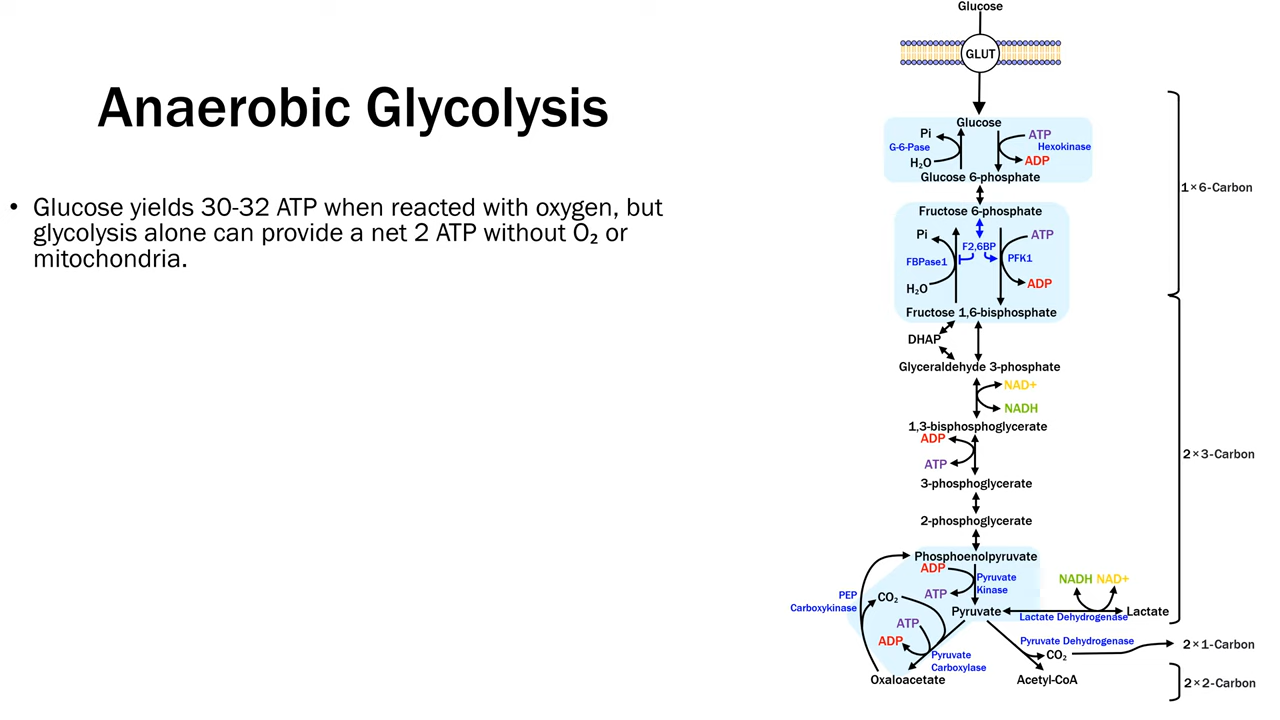 Anaerobic Glycolysis
• Glucose yields 30-32 ATP when reacted with oxygen, but
glycolysis alone can provide a net 2 ATP without O₂ or
mitochondria.
Glucose
GLUT
Glucose
Pi
ATP
G-6-Pase
Hexokinase
H₂O
ADP
Glucose 6-phosphate
1×6-Carbon
Fructose 6-phosphate
Pi
F2,6BP
ATP
FBPase1
PFK1
H₂O
ADP
Fructose 1,6-bisphosphate
DHAP
Glyceraldehyde 3-phosphate
NAD+
NADH
1,3-bisphosphoglycerate
ADP
ATP
2×3-Carbon
3-phosphoglycerate
2-phosphoglycerate
Phosphoenolpyruvate
ADP
Pyruvate
Kinase
ATP
NADH NAD+
PEP
Carboxykinase
CO₂
Pyruvate
Lactate
Lactate Dehydrogenase
ATP
ADP
Pyruvate
Carboxylase
Pyruvate Dehydrogenase
CO₂
2×1-Carbon
Oxaloacetate
Acetyl-CoA
2×2-Carbon